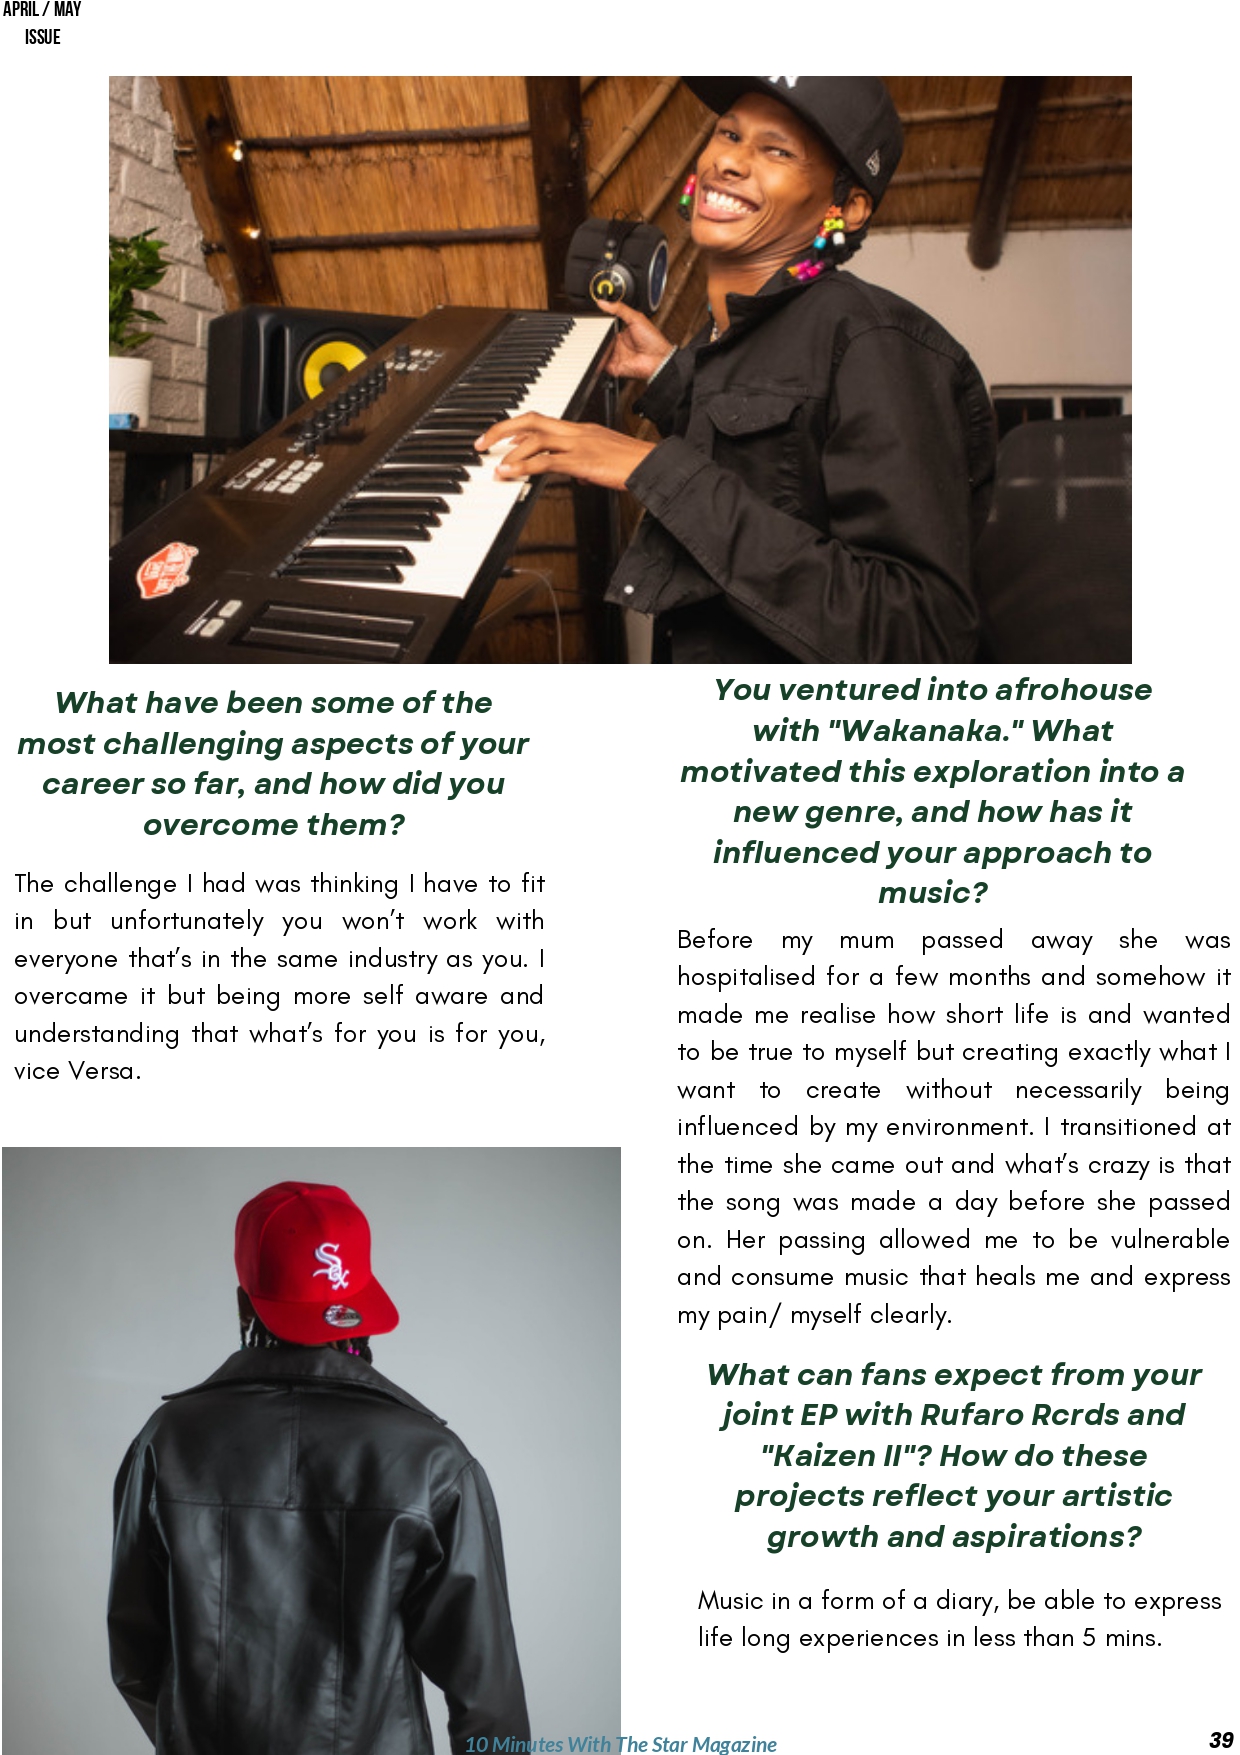 APRIL / MAY
ISSUE
What have been some of the
most challenging aspects of your
career so far, and how did you
overcome them?
The challenge I had was thinking I have to fit
in but unfortunately you won't work with
everyone that's in the same industry as you. I
overcame it but being more self aware and
understanding that what's for you is for you,
vice Versa.
You ventured into afrohouse
with "Wakanaka." What
motivated this exploration into a
new genre, and how has it
influenced your approach to
music?
Before my mum passed away she was
hospitalised for a few months and somehow it
made me realise how short life is and wanted
to be true to myself but creating exactly what I
want to create without necessarily being
influenced by my environment. I transitioned at
the time she came out and what's crazy is that
the song was made a day before she passed
on. Her passing allowed me to be vulnerable
and consume music that heals me and express
my pain/ myself clearly.
What can fans expect from your
joint EP with Rufaro Rcrds and
"Kaizen II"? How do these
projects reflect your artistic
growth and aspirations?
Music in a form of a diary, be able to express
life long experiences in less than 5 mins.
Sox
10 Minutes With The Star Magazine
39